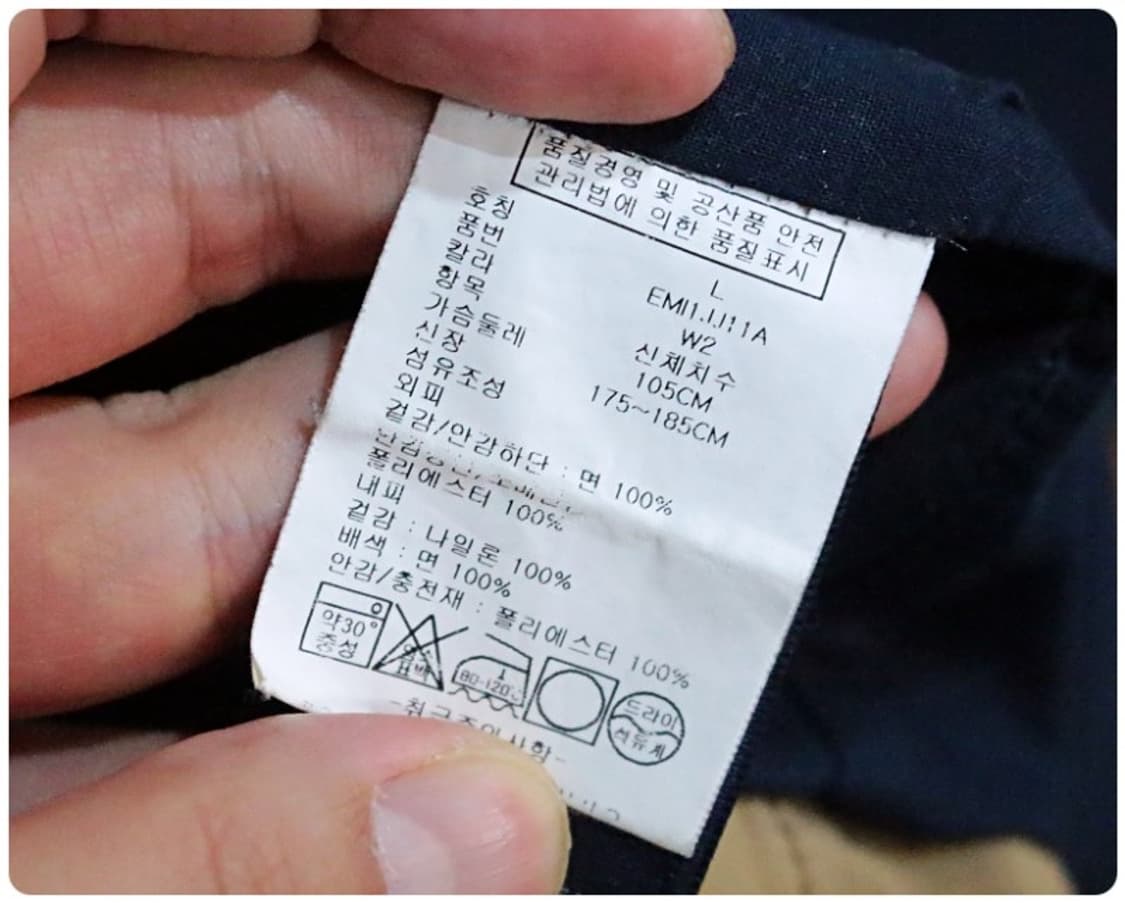 품질경영 및 공산품 안전
관리법에 의한 품질표시
호칭 L
품번
칼라 W2
항목 신체치수
가슴둘레 105CM
신장 175~185CM
섬유조성
외피
겉감/안감하단 : 면 100%
폴리에스터 100%
내피
겉감 : 나일론 100%
배색 : 면 100%
안감/충전재 : 폴리에스터 100%
약30°
중성
80-120℃
드라이
석유계